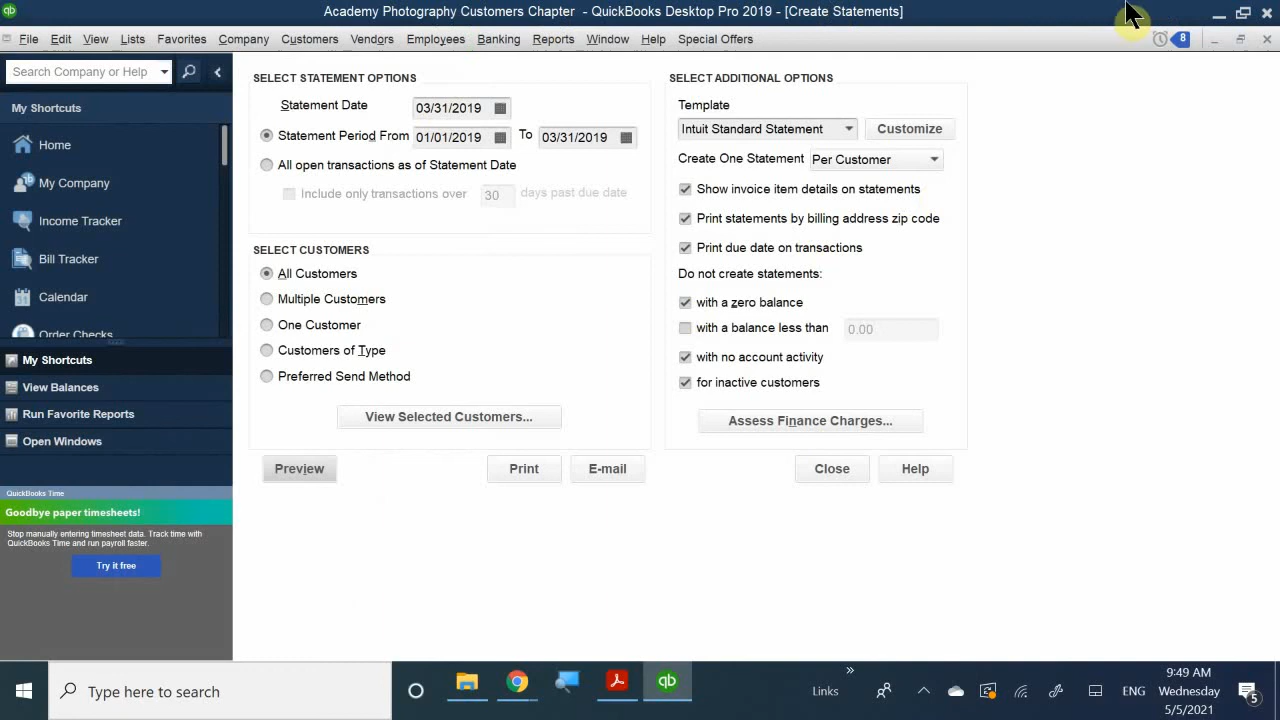 qb Academy Photography Customers Chapter - QuickBooks Desktop Pro 2019 - [Create Statements]
File Edit View Lists Favorites Company Customers Vendors Employees Banking Reports Window Help Special Offers 8
Search Company or Help
My Shortcuts
Home
My Company
Income Tracker
Bill Tracker
Calendar
Order Checks
My Shortcuts
View Balances
Run Favorite Reports
Open Windows
QuickBooks Time
Goodbye paper timesheets!
Stop manually entering timesheet data. Track time with
QuickBooks Time and run payroll faster.
Try it free
SELECT STATEMENT OPTIONS
Statement Date 03/31/2019
Statement Period From 01/01/2019 To 03/31/2019
All open transactions as of Statement Date
Include only transactions over 30 days past due date
SELECT CUSTOMERS
All Customers
Multiple Customers
One Customer
Customers of Type
Preferred Send Method
View Selected Customers...
Preview Print E-mail
SELECT ADDITIONAL OPTIONS
Template
Intuit Standard Statement Customize
Create One Statement Per Customer
Show invoice item details on statements
Print statements by billing address zip code
Print due date on transactions
Do not create statements:
with a zero balance
with a balance less than 0.00
with no account activity
for inactive customers
Assess Finance Charges...
Close Help
Type here to search
qb
Links
ENG
9:49 AM
Wednesday
5/5/2021
5